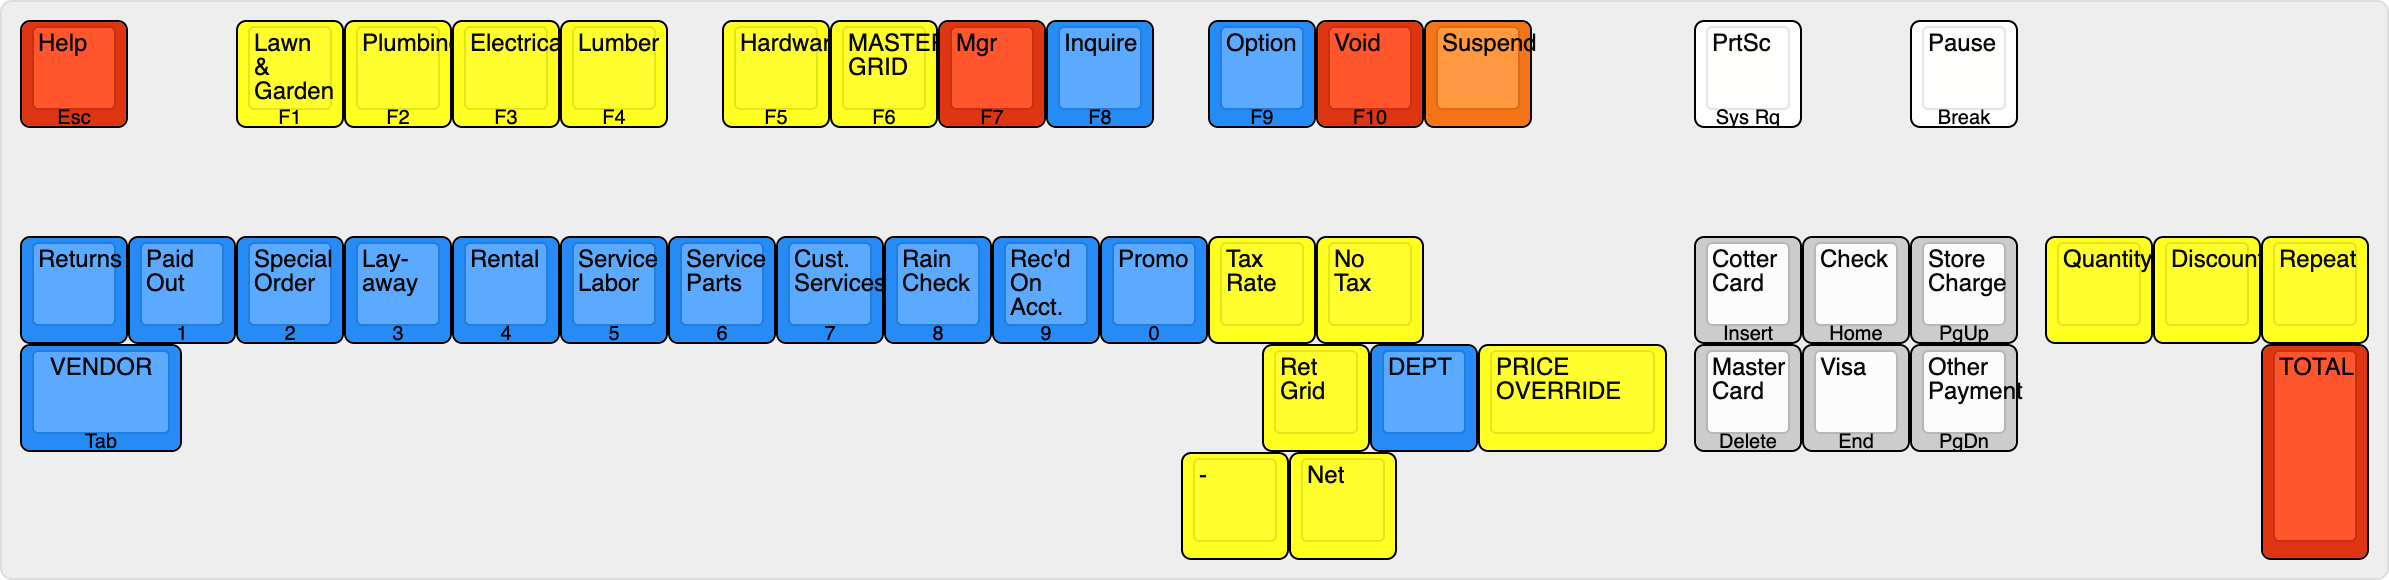 Help
Esc
Lawn
&
Garden
F1
Plumbin
F2
Electrica
F3
Lumber
F4
Hardwar
F5
MASTER
GRID
F6
Mgr
F7
Inquire
F8
Option
F9
Void
F10
Suspend
PrtSc
Sys Rq
Pause
Break
Returns
Paid
Out
1
Special
Order
2
Lay-
away
3
Rental
4
Service
Labor
5
Service
Parts
6
Cust.
Services
7
Rain
Check
8
Rec'd
On
Acct.
9
Promo
0
Tax
Rate
No
Tax
Cotter
Card
Insert
Check
Home
Store
Charge
PgUp
Quantity
Discount
Repeat
VENDOR
Tab
Ret
Grid
DEPT
PRICE
OVERRIDE
Master
Card
Delete
Visa
End
Other
Payment
PgDn
TOTAL
-
Net